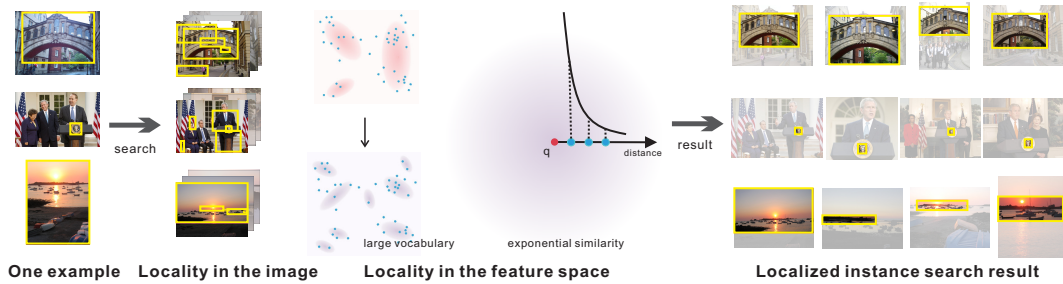 search
large vocabulary
q
distance
exponential similarity
result
One example
Locality in the image
Locality in the feature space
Localized instance search result